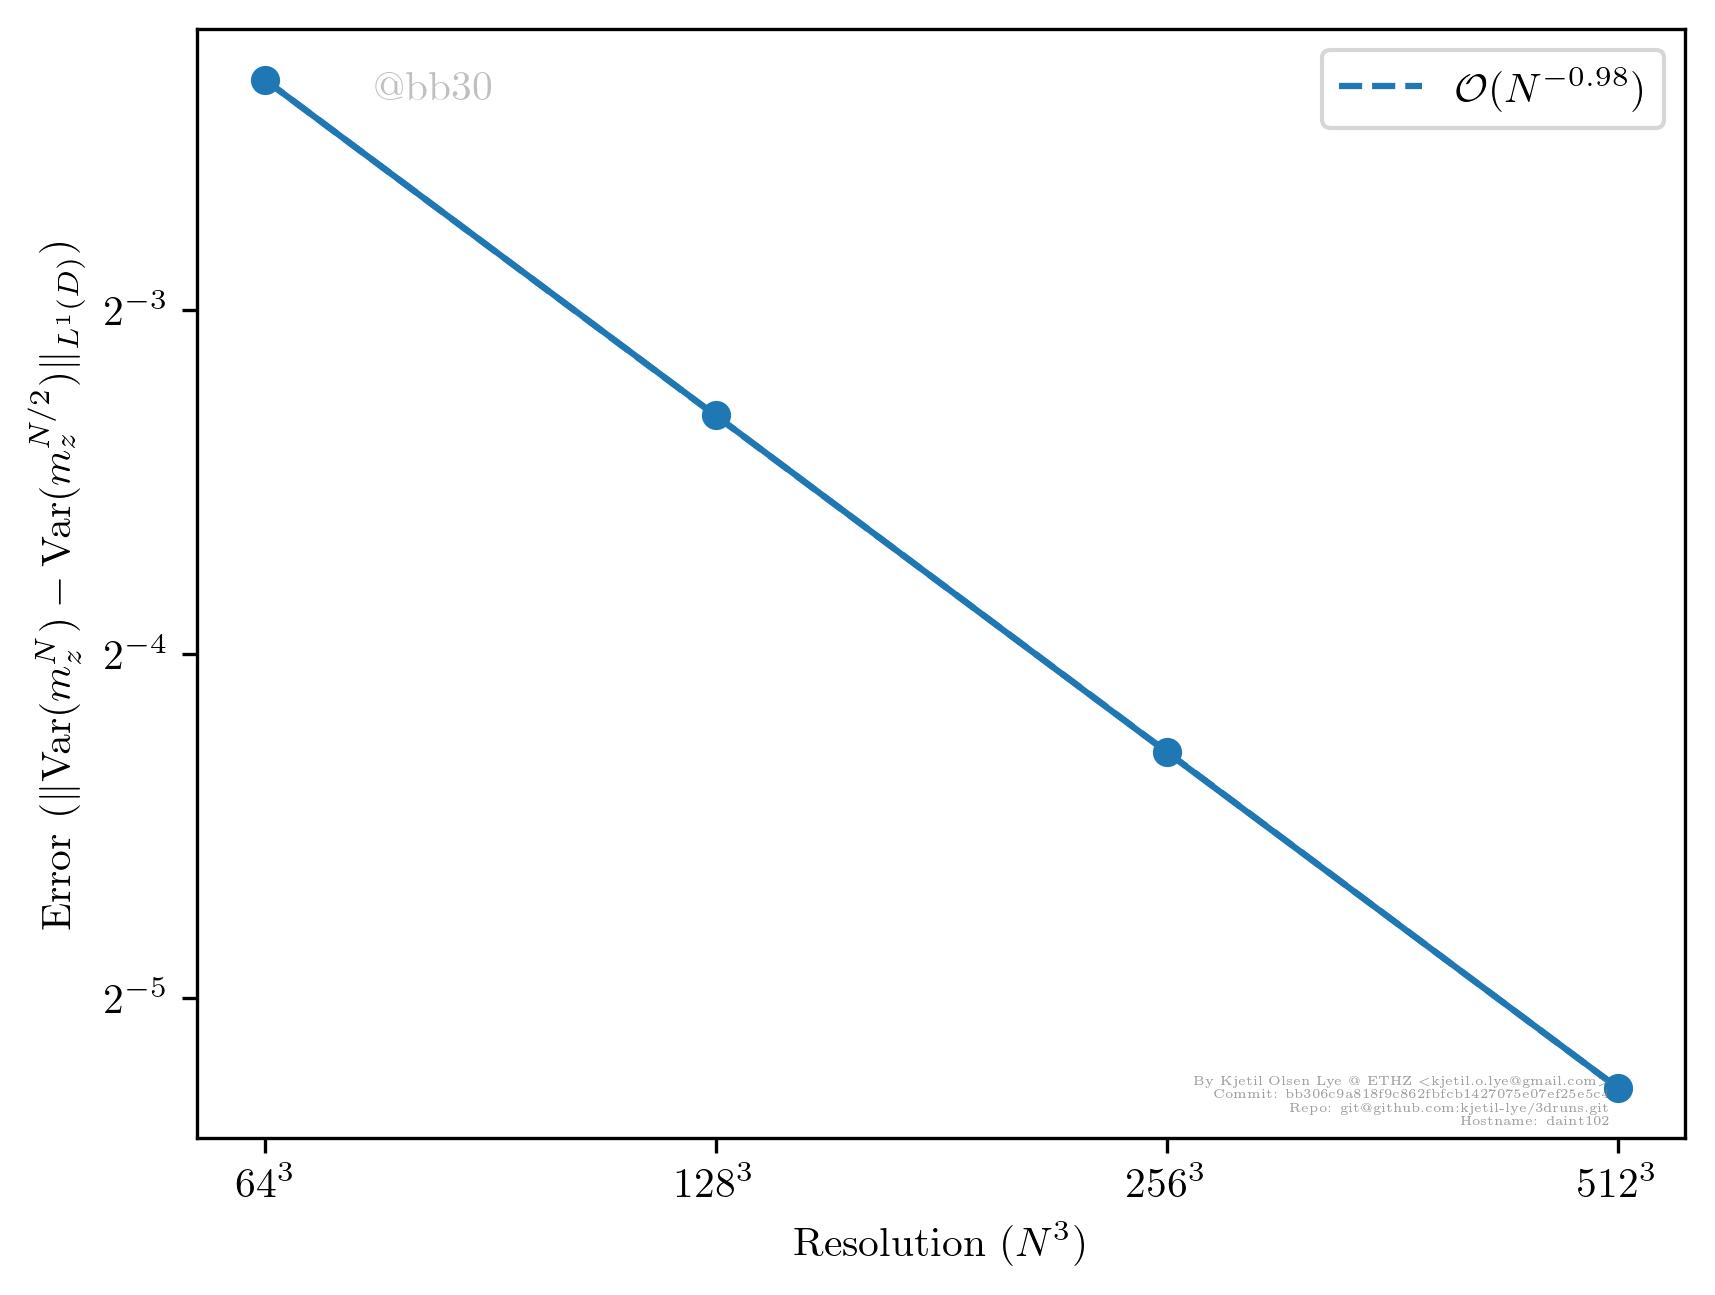 @bb30
O(N^{-0.98})
Error (||Var(m_z^N) − Var(m_z^{N/2})||_{L^1(D)})
2^{-3}
2^{-4}
2^{-5}
By Kjetil Olsen Lye @ ETHZ <kjetil.o.lye@gmail.com>
Commit: bb306c9a818f9c862fbfcb1427075e07ef25e5c4
Repo: git@github.com:kjetil-lye/3druns.git
Hostname: daint102
64^3 128^3 256^3 512^3
Resolution (N^3)